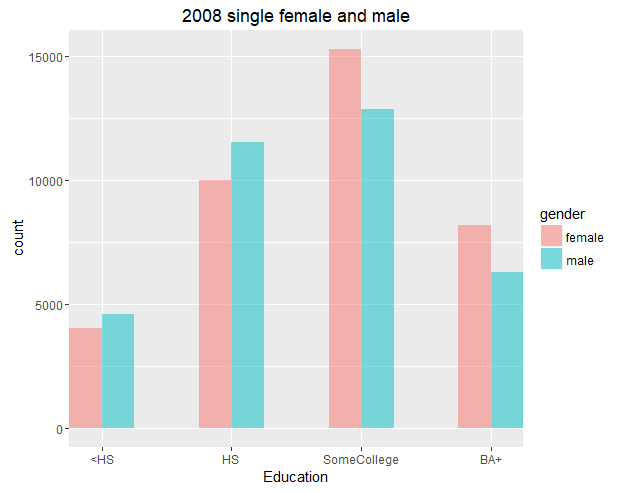 2008 single female and male
15000
10000
5000
0
count
<HS HS SomeCollege BA+
Education
gender
female
male